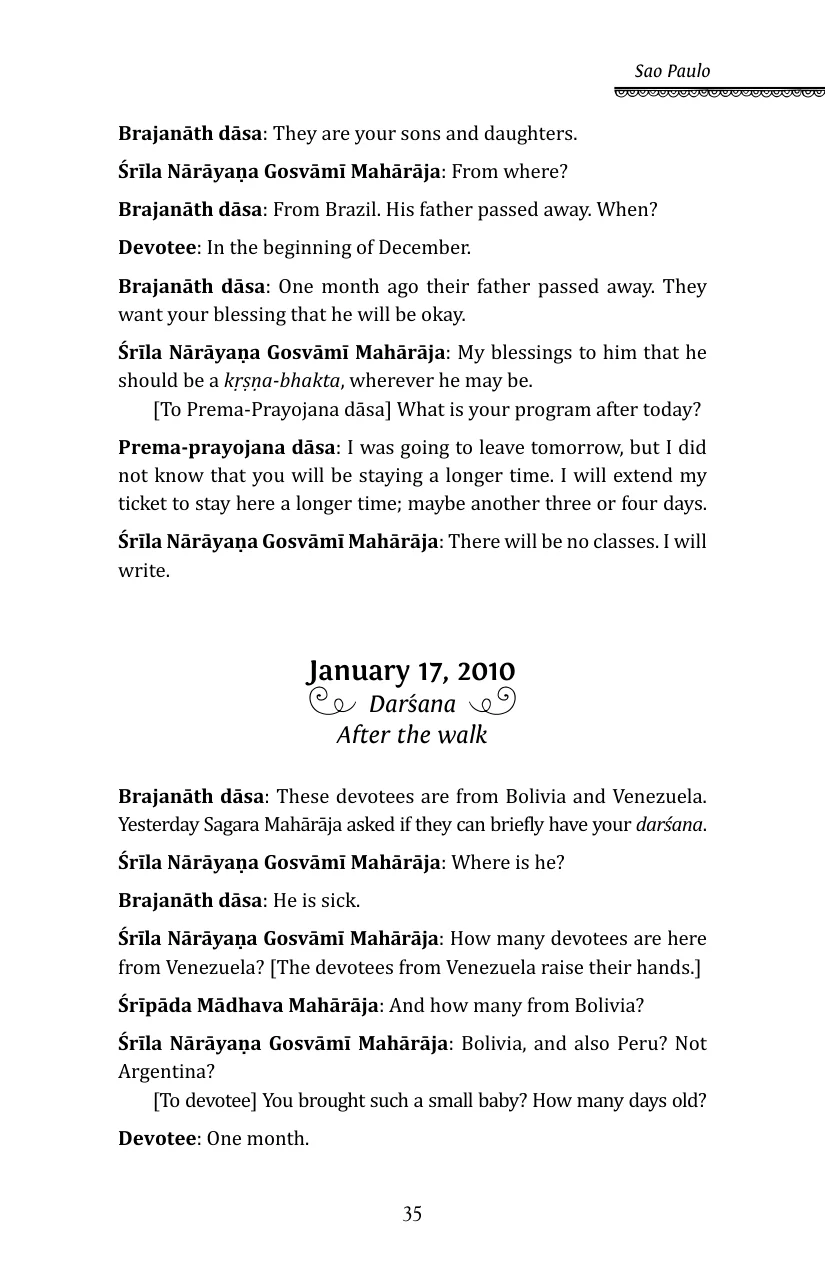 Sao Paulo
Brajanāth dāsa: They are your sons and daughters.
Śrīla Nārāyaṇa Gosvāmī Mahārāja: From where?
Brajanāth dāsa: From Brazil. His father passed away. When?
Devotee: In the beginning of December.
Brajanāth dāsa: One month ago their father passed away. They
want your blessing that he will be okay.
Śrīla Nārāyaṇa Gosvāmī Mahārāja: My blessings to him that he
should be a kṛṣṇa-bhakta, wherever he may be.
[To Prema-Prayojana dāsa] What is your program after today?
Prema-prayojana dāsa: I was going to leave tomorrow, but I did
not know that you will be staying a longer time. I will extend my
ticket to stay here a longer time; maybe another three or four days.
Śrīla Nārāyaṇa Gosvāmī Mahārāja: There will be no classes. I will
write.
January 17, 2010
Darśana
After the walk
Brajanāth dāsa: These devotees are from Bolivia and Venezuela.
Yesterday Sagara Mahārāja asked if they can briefly have your darśana.
Śrīla Nārāyaṇa Gosvāmī Mahārāja: Where is he?
Brajanāth dāsa: He is sick.
Śrīla Nārāyaṇa Gosvāmī Mahārāja: How many devotees are here
from Venezuela? [The devotees from Venezuela raise their hands.]
Śrīpāda Mādhava Mahārāja: And how many from Bolivia?
Śrīla Nārāyaṇa Gosvāmī Mahārāja: Bolivia, and also Peru? Not
Argentina?
[To devotee] You brought such a small baby? How many days old?
Devotee: One month.
35